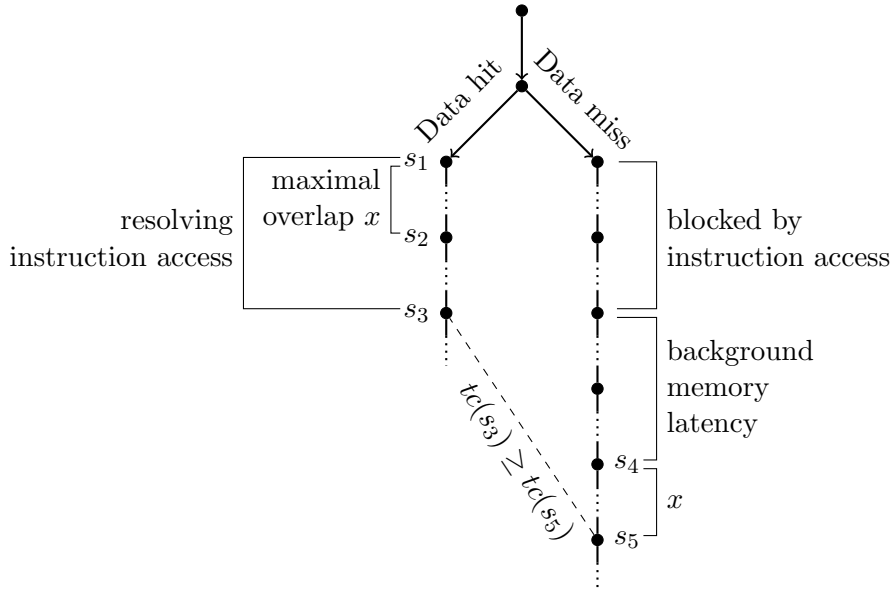 Data hit
Data miss
s1
maximal
overlap x
s2
resolving
instruction access
s3
blocked by
instruction access
background
memory
latency
tc(s3) ≥ tc(s5)
s4
x
s5